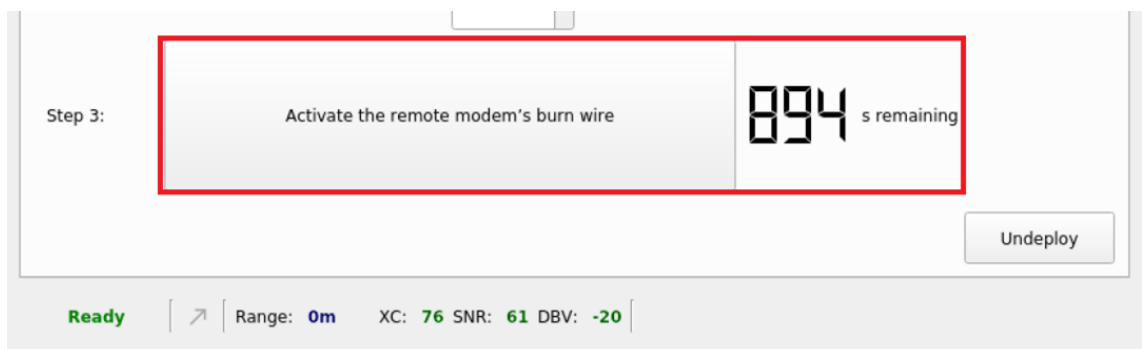 Step 3:
Activate the remote modem’s burn wire
894 s remaining
Undeploy
Ready Range: 0m XC: 76 SNR: 61 DBV: -20